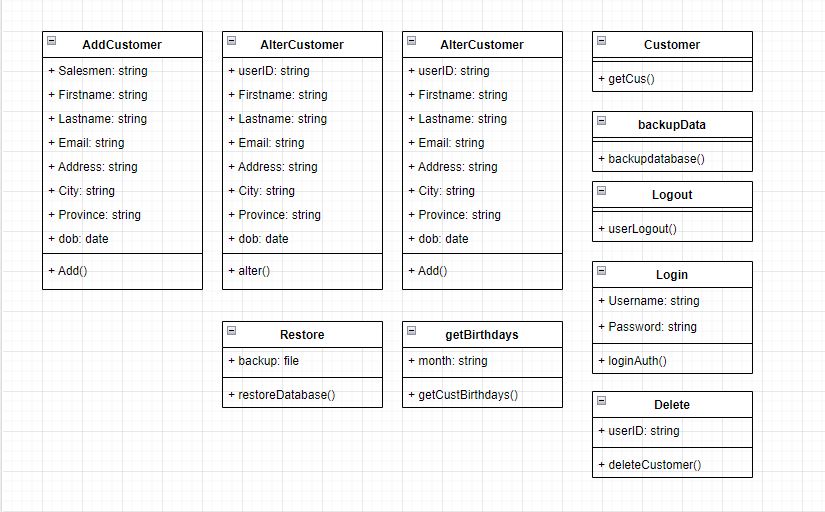 AddCustomer
+ Salesmen: string
+ Firstname: string
+ Lastname: string
+ Email: string
+ Address: string
+ City: string
+ Province: string
+ dob: date
+ Add()
AlterCustomer
+ userID: string
+ Firstname: string
+ Lastname: string
+ Email: string
+ Address: string
+ City: string
+ Province: string
+ dob: date
+ alter()
AlterCustomer
+ userID: string
+ Firstname: string
+ Lastname: string
+ Email: string
+ Address: string
+ City: string
+ Province: string
+ dob: date
+ Add()
Customer
+ getCus()
backupData
+ backupdatabase()
Logout
+ userLogout()
Login
+ Username: string
+ Password: string
+ loginAuth()
Restore
+ backup: file
+ restoreDatabase()
getBirthdays
+ month: string
+ getCustBirthdays()
Delete
+ userID: string
+ deleteCustomer()